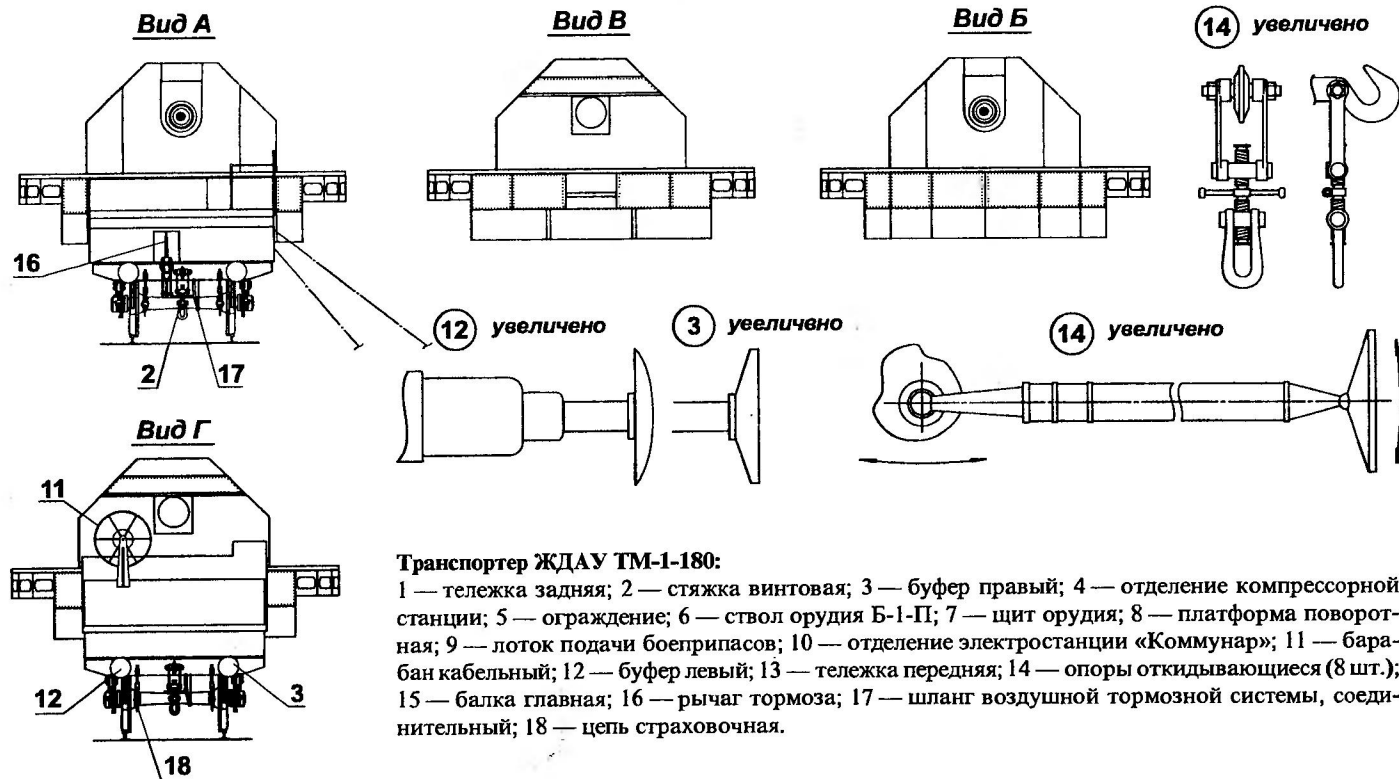 Вид А
Вид В
Вид Б
14 увеличвно
16
2
17
12 увеличено
3 увеличвно
14 увеличено
Вид Г
11
12
3
18
Транспортер ЖДАУ ТМ-1-180:
1 — тележка задняя; 2 — стяжка винтовая; 3 — буфер правый; 4 — отделение компрессорной
станции; 5 — ограждение; 6 — ствол орудия Б-1-П; 7 — щит орудия; 8 — платформа поворот-
ная; 9 — лоток подачи боеприпасов; 10 — отделение электростанции «Коммунар»; 11 — бара-
бан кабельный; 12 — буфер левый; 13 — тележка передняя; 14 — опоры откидывающиеся (8 шт.);
15 — балка главная; 16 — рычаг тормоза; 17 — шланг воздушной тормозной системы, соеди-
нительный; 18 — цепь страховочная.